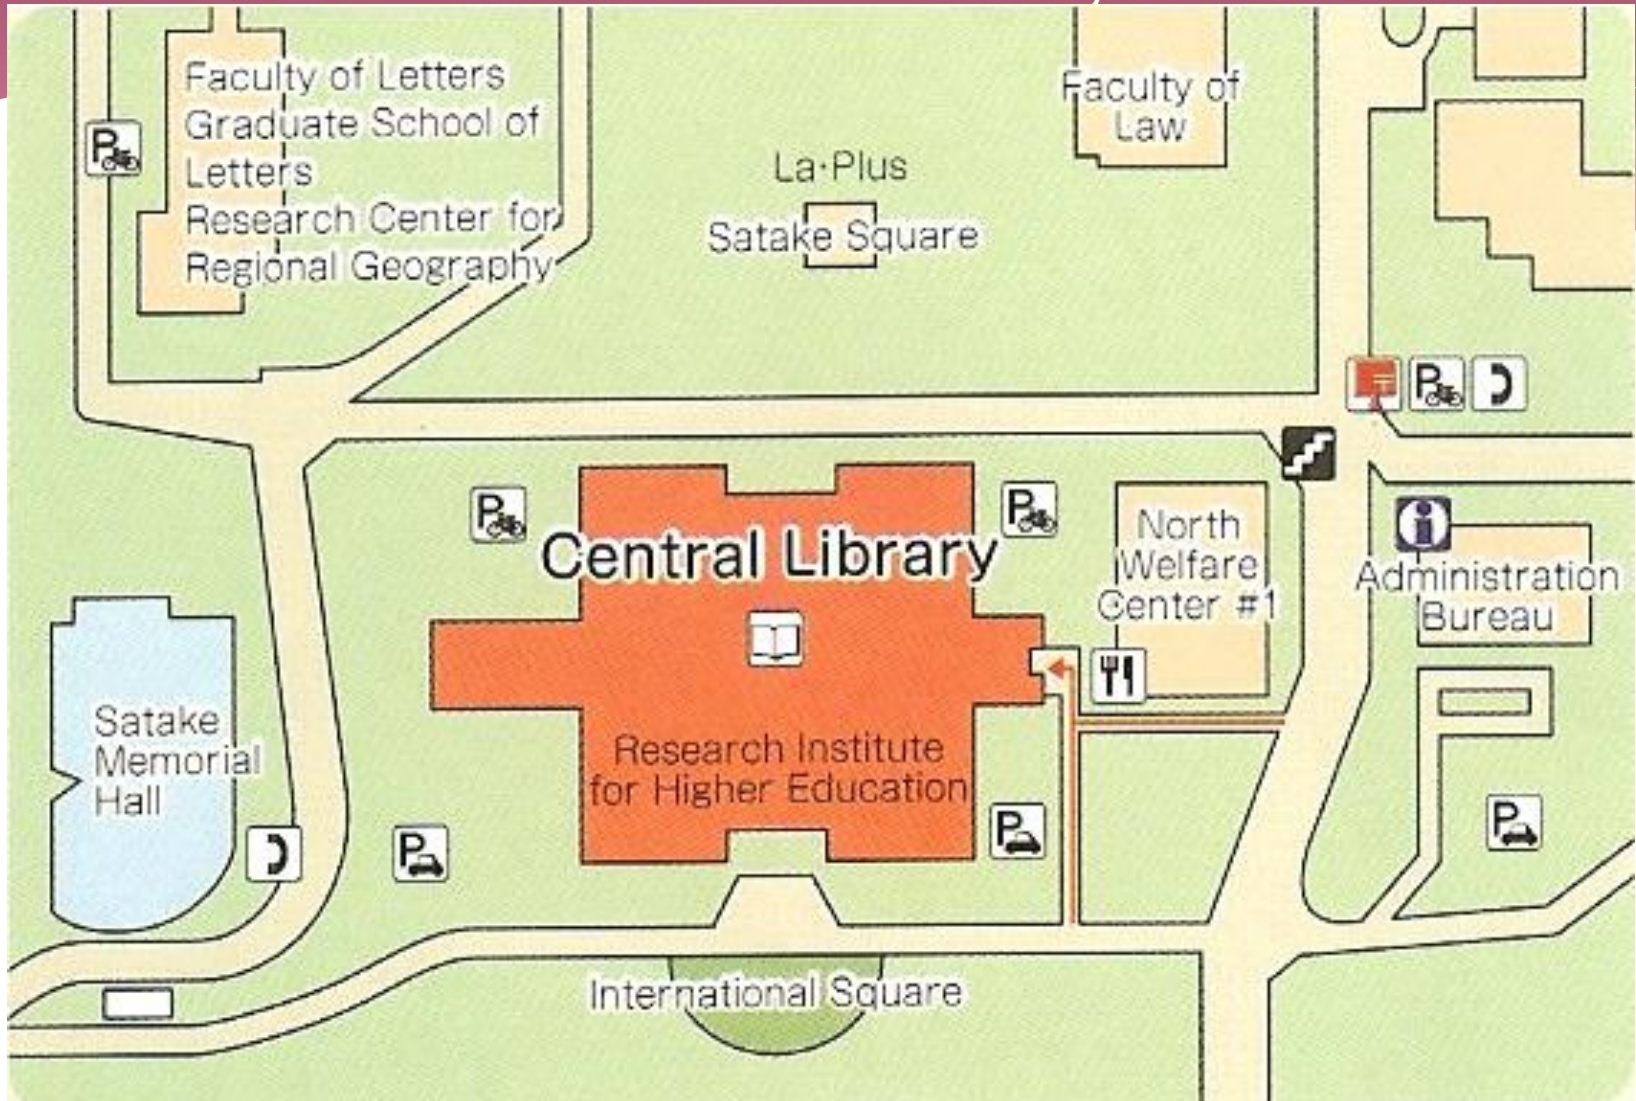 Faculty of Letters
Graduate School of
Letters
Research Center for
Regional Geography
Faculty of
Law
La·Plus
Satake Square
P
P
P
P
Central Library
North
Welfare
Center #1
i
Administration
Bureau
Satake
Memorial
Hall
Research Institute
for Higher Education
P
P
P
International Square